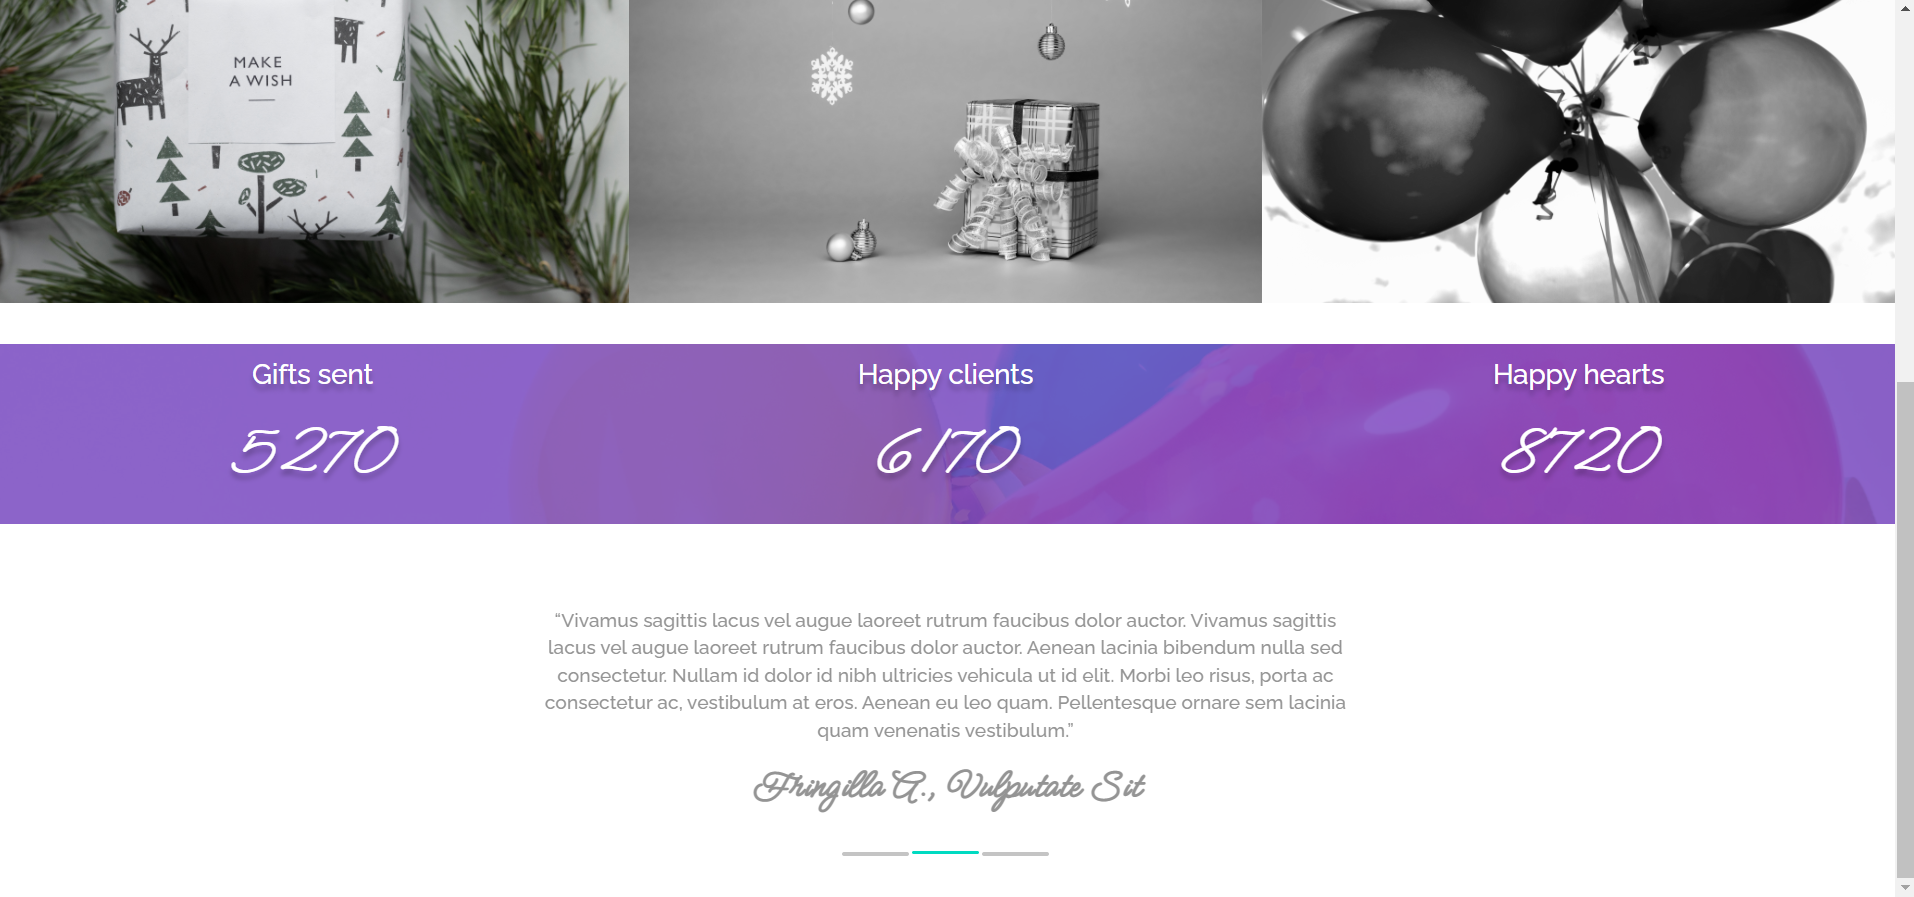 MAKE
A WISH
Gifts sent
Happy clients
Happy hearts
5270
6170
8720
“Vivamus sagittis lacus vel augue laoreet rutrum faucibus dolor auctor. Vivamus sagittis
lacus vel augue laoreet rutrum faucibus dolor auctor. Aenean lacinia bibendum nulla sed
consectetur. Nullam id dolor id nibh ultricies vehicula ut id elit. Morbi leo risus, porta ac
consectetur ac, vestibulum at eros. Aenean eu leo quam. Pellentesque ornare sem lacinia
quam venenatis vestibulum.”
Fringilla A., Vulputate Sit